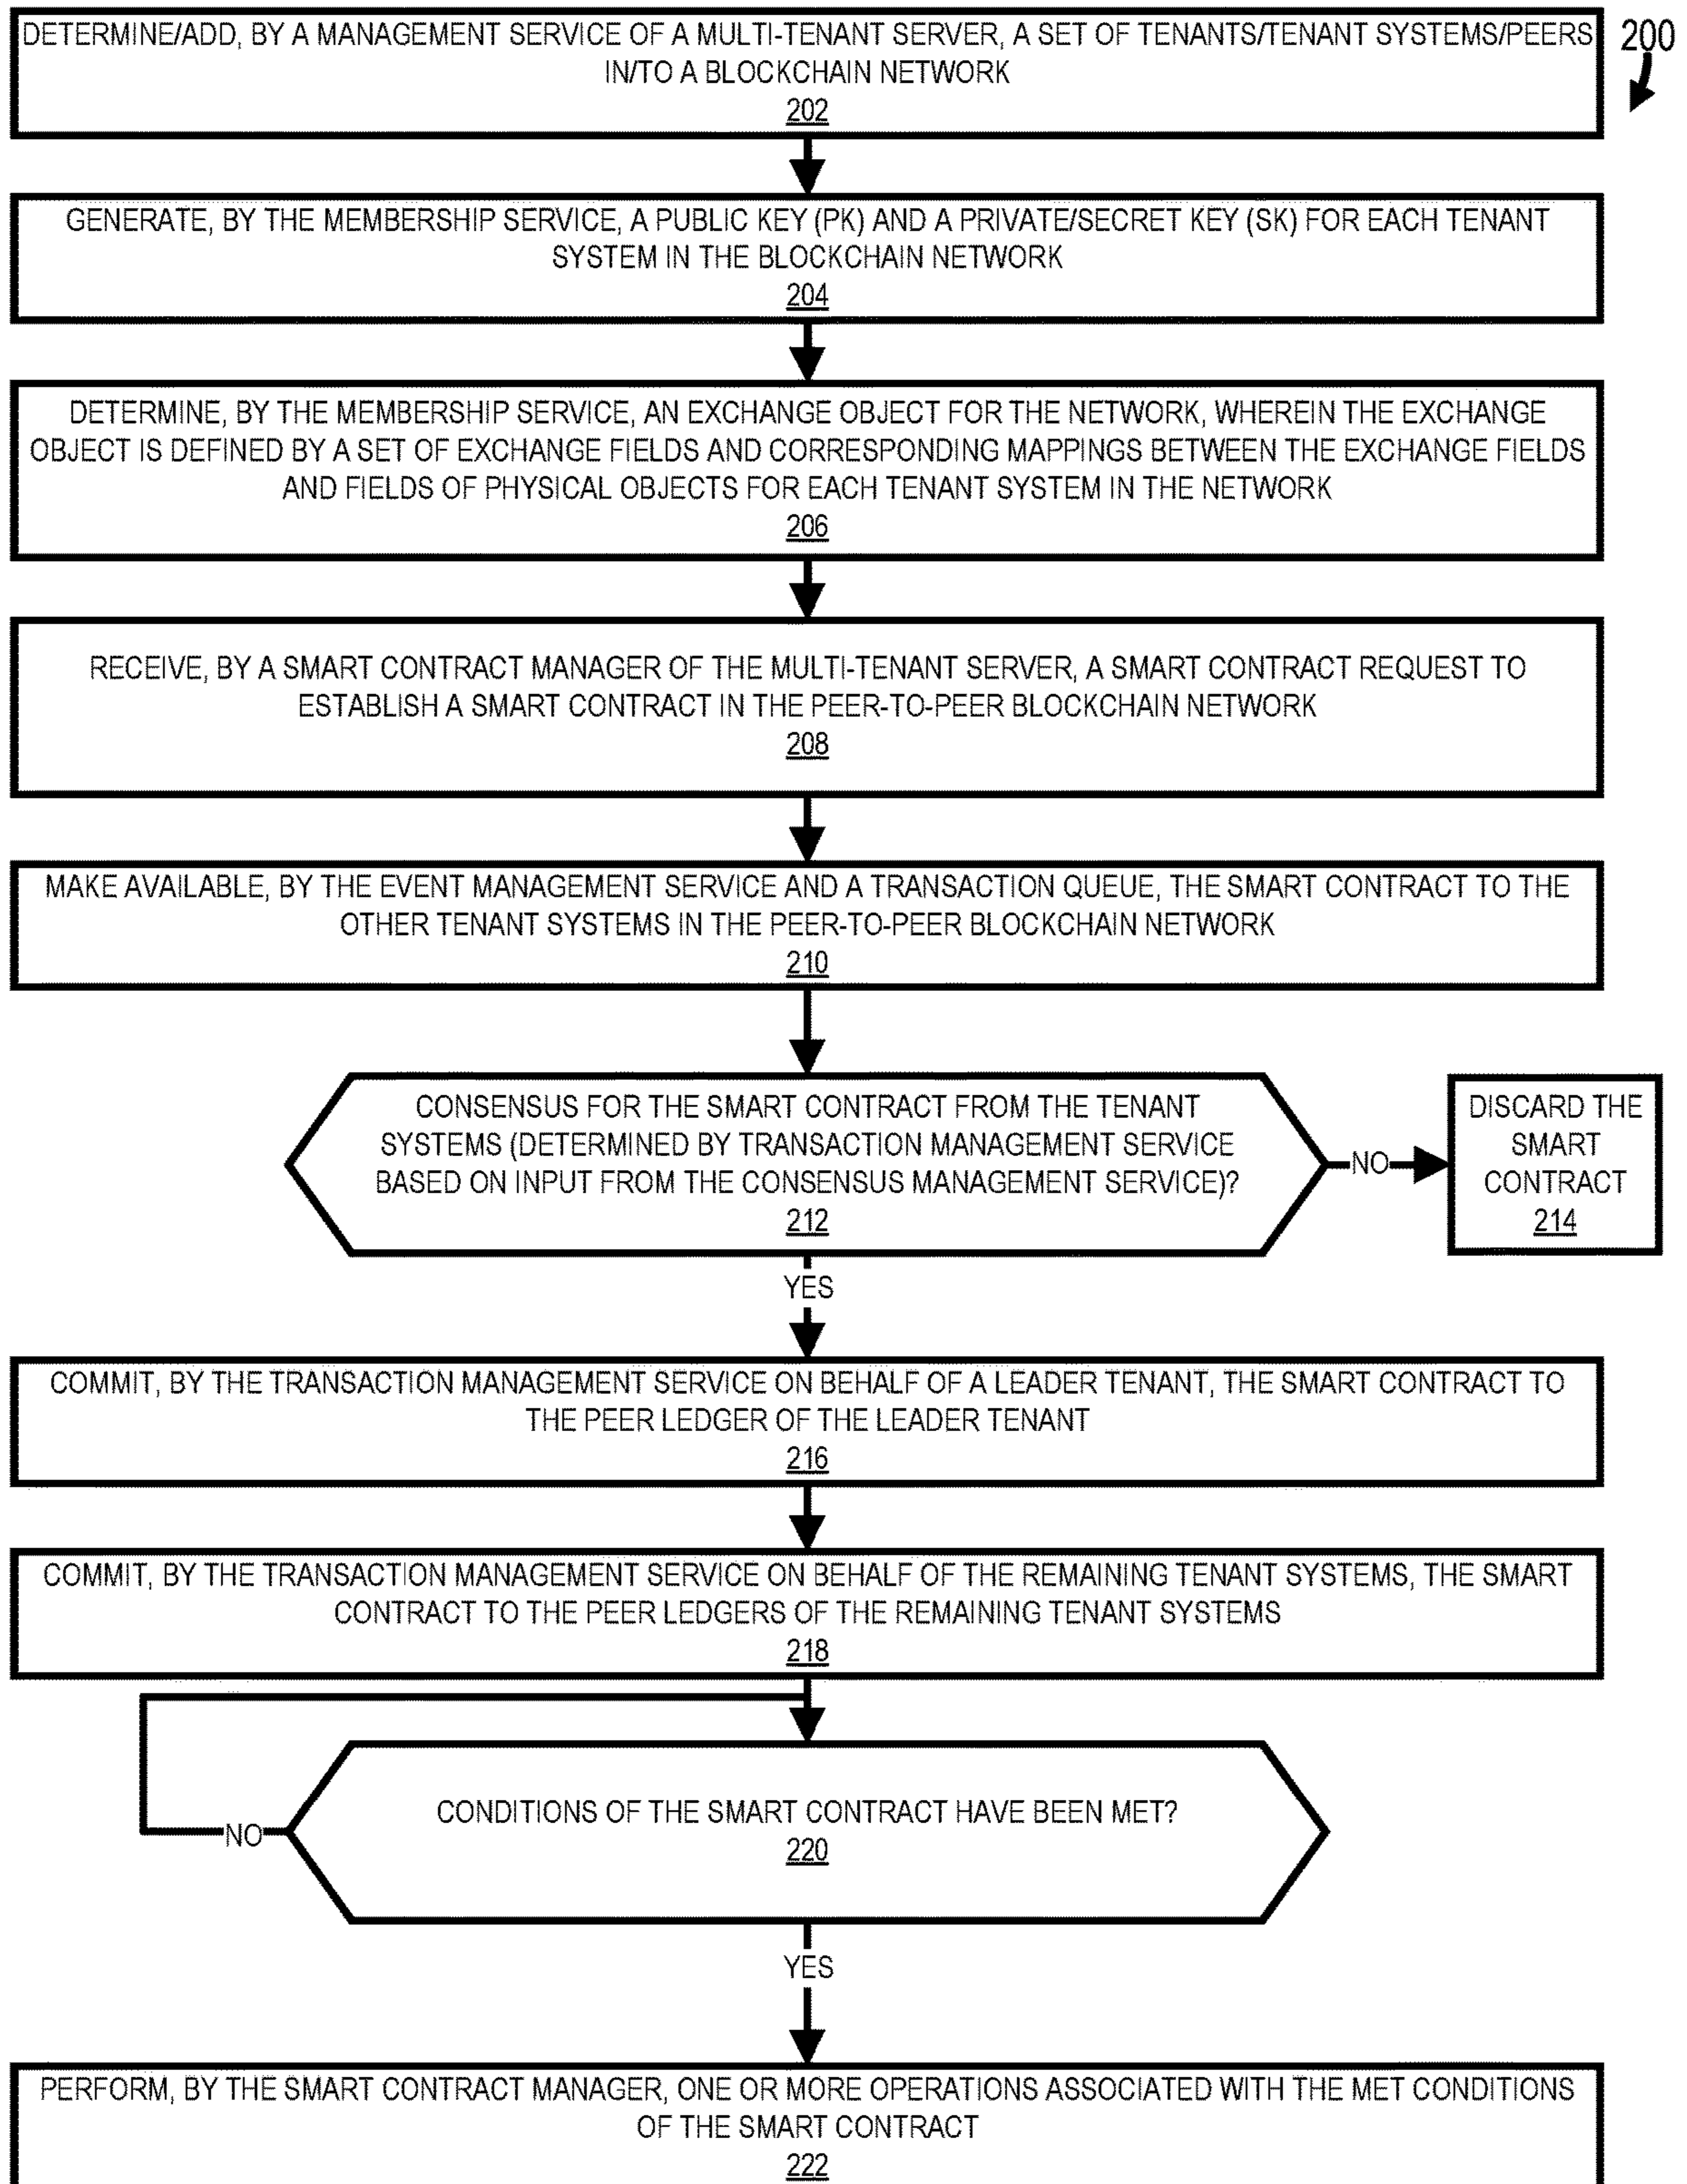 DETERMINE/ADD, BY A MANAGEMENT SERVICE OF A MULTI-TENANT SERVER, A SET OF TENANTS/TENANT SYSTEMS/PEERS
IN/TO A BLOCKCHAIN NETWORK
202
200
GENERATE, BY THE MEMBERSHIP SERVICE, A PUBLIC KEY (PK) AND A PRIVATE/SECRET KEY (SK) FOR EACH TENANT
SYSTEM IN THE BLOCKCHAIN NETWORK
204
DETERMINE, BY THE MEMBERSHIP SERVICE, AN EXCHANGE OBJECT FOR THE NETWORK, WHEREIN THE EXCHANGE
OBJECT IS DEFINED BY A SET OF EXCHANGE FIELDS AND CORRESPONDING MAPPINGS BETWEEN THE EXCHANGE FIELDS
AND FIELDS OF PHYSICAL OBJECTS FOR EACH TENANT SYSTEM IN THE NETWORK
206
RECEIVE, BY A SMART CONTRACT MANAGER OF THE MULTI-TENANT SERVER, A SMART CONTRACT REQUEST TO
ESTABLISH A SMART CONTRACT IN THE PEER-TO-PEER BLOCKCHAIN NETWORK
208
MAKE AVAILABLE, BY THE EVENT MANAGEMENT SERVICE AND A TRANSACTION QUEUE, THE SMART CONTRACT TO THE
OTHER TENANT SYSTEMS IN THE PEER-TO-PEER BLOCKCHAIN NETWORK
210
CONSENSUS FOR THE SMART CONTRACT FROM THE TENANT
SYSTEMS (DETERMINED BY TRANSACTION MANAGEMENT SERVICE
BASED ON INPUT FROM THE CONSENSUS MANAGEMENT SERVICE)?
212
NO
DISCARD THE
SMART
CONTRACT
214
YES
COMMIT, BY THE TRANSACTION MANAGEMENT SERVICE ON BEHALF OF A LEADER TENANT, THE SMART CONTRACT TO
THE PEER LEDGER OF THE LEADER TENANT
216
COMMIT, BY THE TRANSACTION MANAGEMENT SERVICE ON BEHALF OF THE REMAINING TENANT SYSTEMS, THE SMART
CONTRACT TO THE PEER LEDGERS OF THE REMAINING TENANT SYSTEMS
218
CONDITIONS OF THE SMART CONTRACT HAVE BEEN MET?
220
NO
YES
PERFORM, BY THE SMART CONTRACT MANAGER, ONE OR MORE OPERATIONS ASSOCIATED WITH THE MET CONDITIONS
OF THE SMART CONTRACT
222